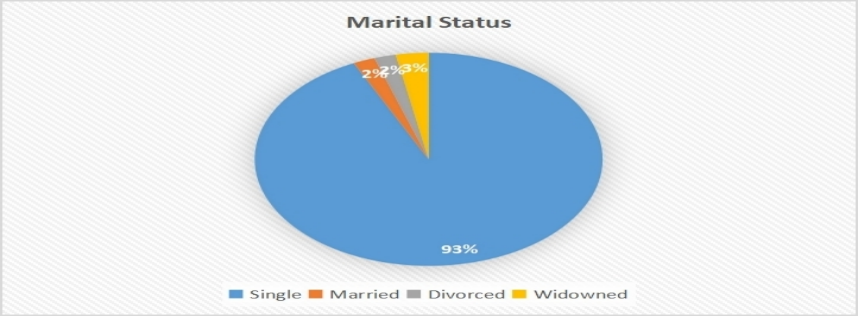 Marital Status
2% 2% 3%
93%
Single Married Divorced Widowned